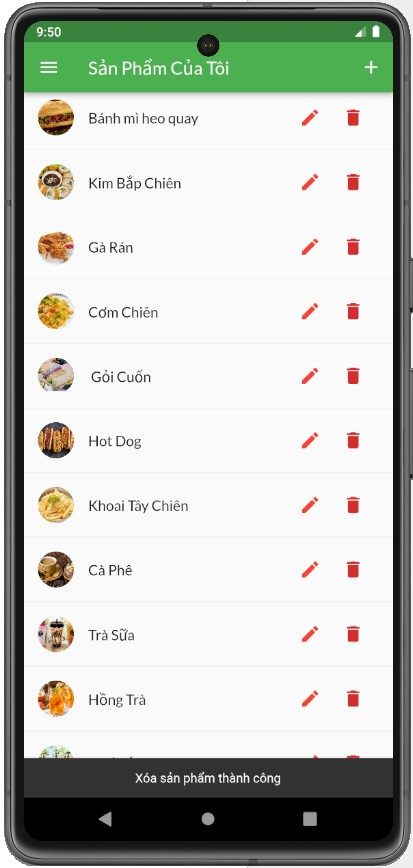 9:50
Sản Phẩm Của Tôi
Bánh mì heo quay
Kim Bắp Chiên
Gà Rán
Cơm Chiên
Gỏi Cuốn
Hot Dog
Khoai Tây Chiên
Cà Phê
Trà Sữa
Hồng Trà
Xóa sản phẩm thành công